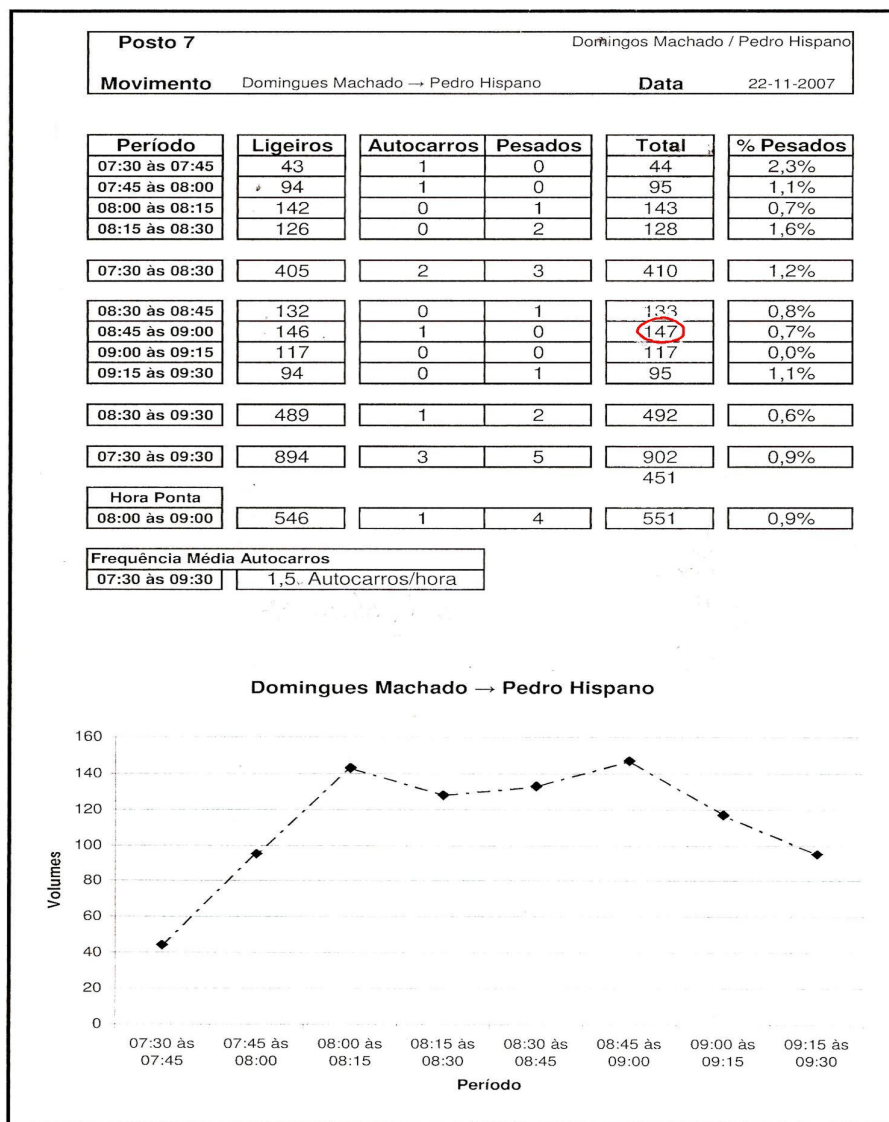 Posto 7 Domingos Machado / Pedro Hispano
Movimento Domingues Machado → Pedro Hispano Data 22-11-2007
Período Ligeiros Autocarros Pesados Total % Pesados
07:30 às 07:45 43 1 0 44 2,3%
07:45 às 08:00 94 1 0 95 1,1%
08:00 às 08:15 142 0 1 143 0,7%
08:15 às 08:30 126 0 2 128 1,6%
07:30 às 08:30 405 2 3 410 1,2%
08:30 às 08:45 132 0 1 133 0,8%
08:45 às 09:00 146 1 0 147 0,7%
09:00 às 09:15 117 0 0 117 0,0%
09:15 às 09:30 94 0 1 95 1,1%
08:30 às 09:30 489 1 2 492 0,6%
07:30 às 09:30 894 3 5 902 0,9%
451
Hora Ponta
08:00 às 09:00 546 1 4 551 0,9%
Frequência Média Autocarros
07:30 às 09:30 1,5 Autocarros/hora
Domingues Machado → Pedro Hispano
160
140
120
100
80
60
40
20
0
Volumes
07:30 às 07:45 às 08:00 às 08:15 às 08:30 às 08:45 às 09:00 às 09:15 às
07:45 08:00 08:15 08:30 08:45 09:00 09:15 09:30
Período